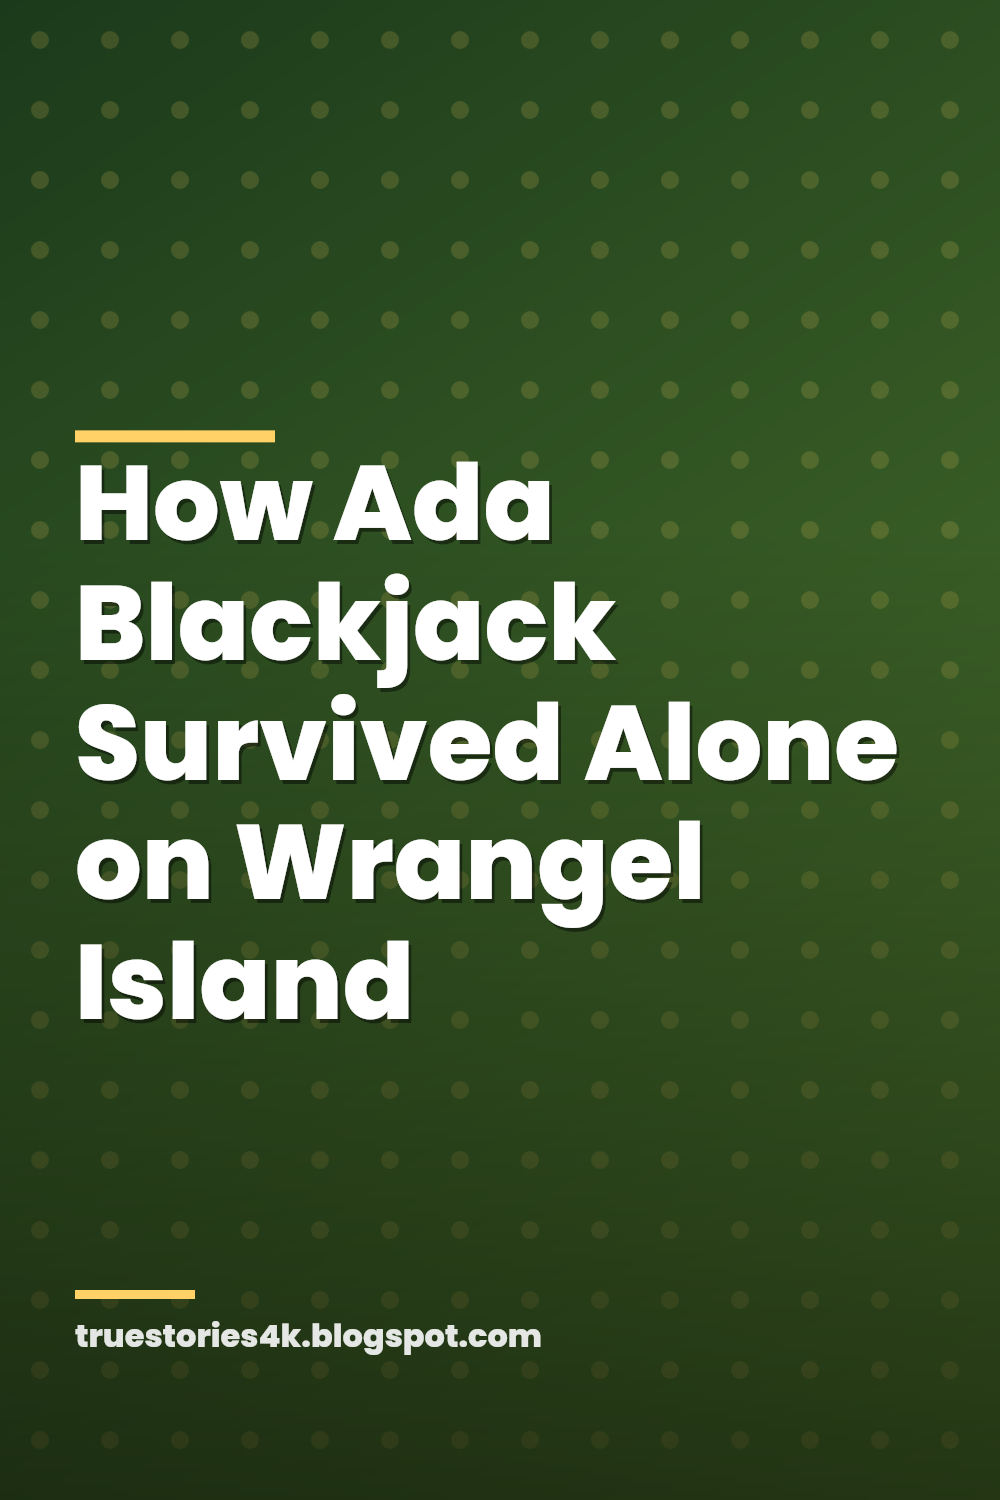 How Ada
Blackjack
Survived Alone
on Wrangel
Island
truestories4k.blogspot.com